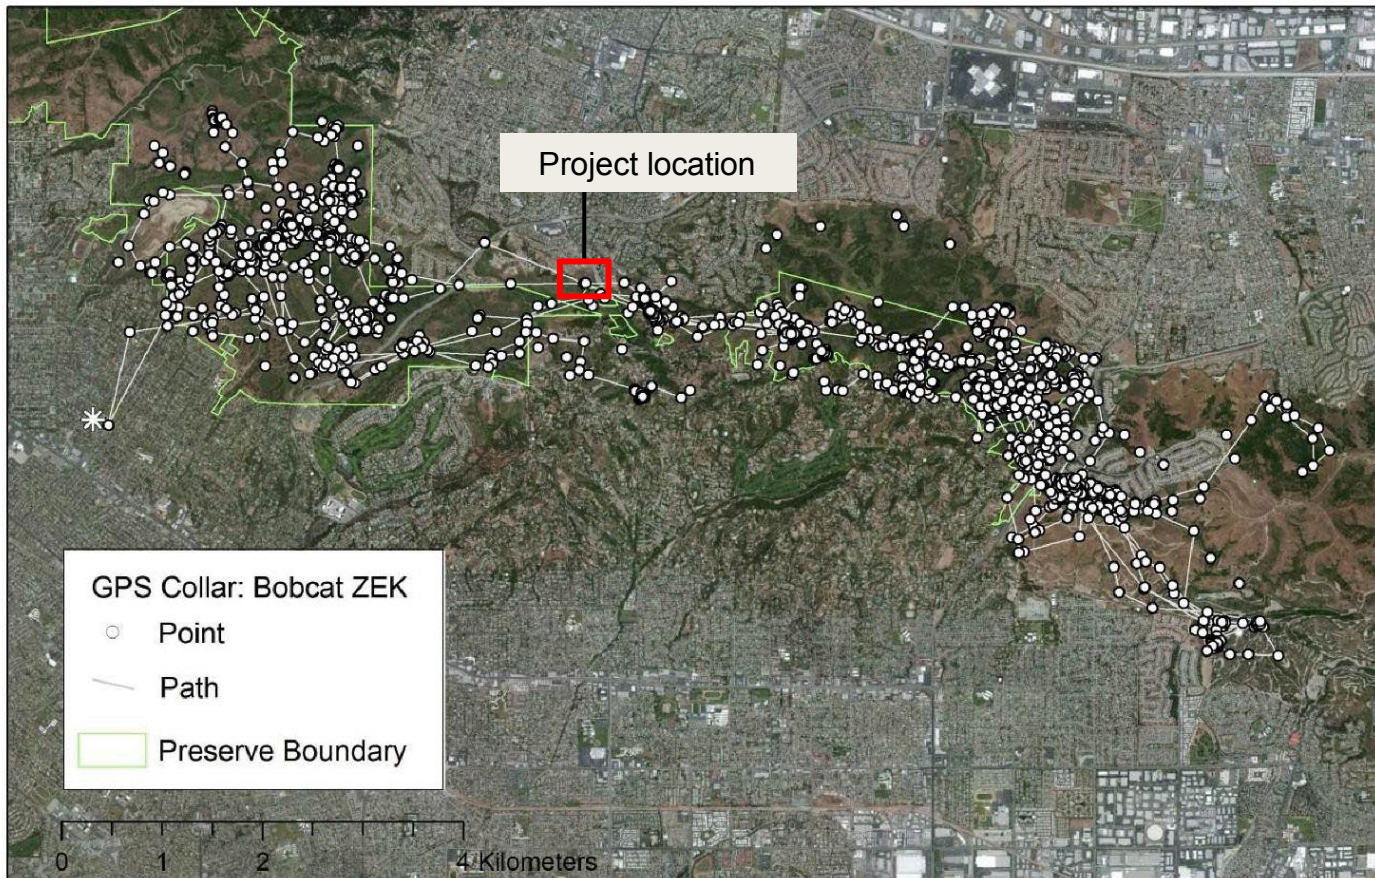 Project location
GPS Collar: Bobcat ZEK
Point
Path
Preserve Boundary
0 1 2 4 Kilometers